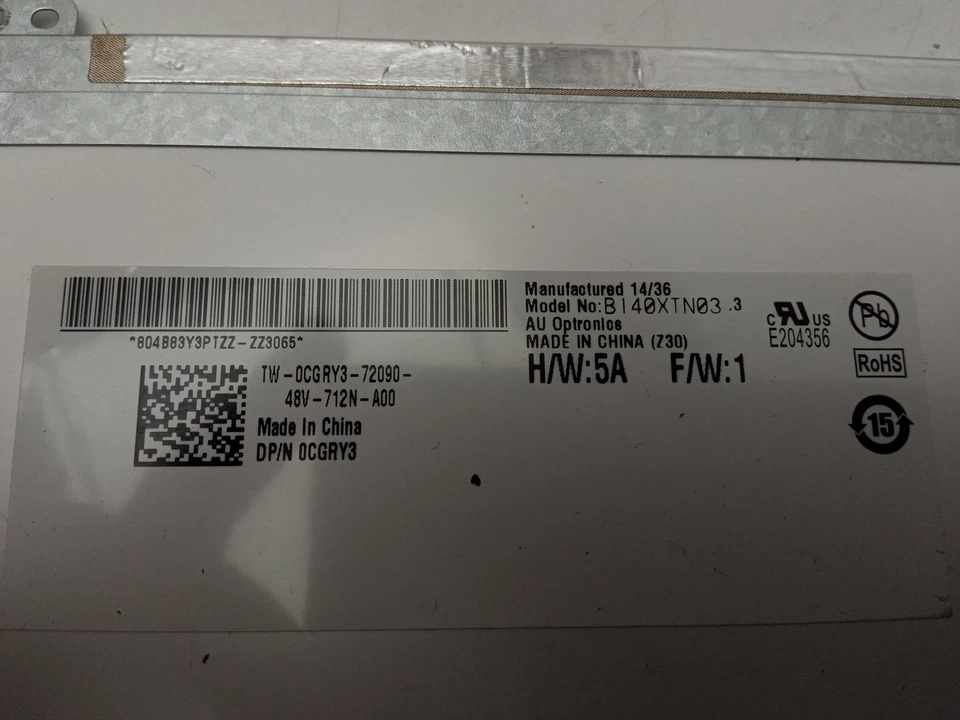 *804B83Y3PTZZ-ZZ3065*
TW-0CGRY3-72090-
48V-712N-A00
Made In China
DP/N 0CGRY3
Manufactured 14/36
Model No:B140XTN03 .3
AU Optronics
MADE IN CHINA (Z30)
H/W:5A F/W:1
c RU US
E204356
Pb
RoHS
15